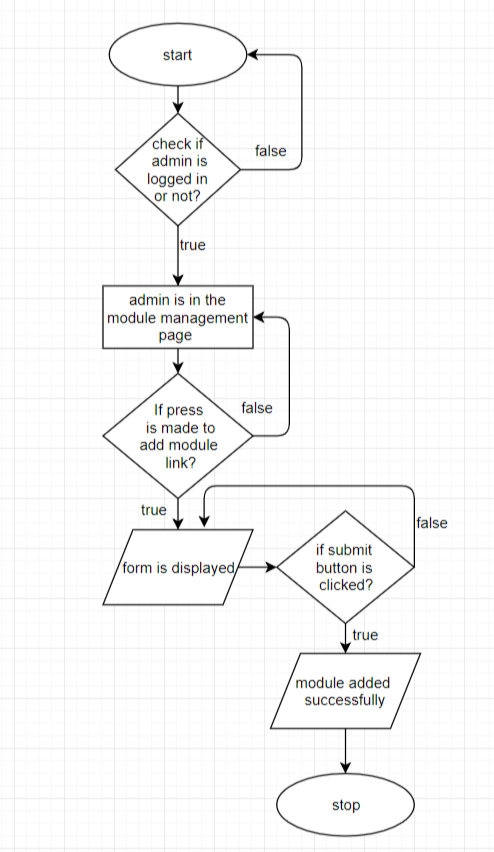 start
check if
admin is
logged in
or not?
false
true
admin is in the
module management
page
If press
is made to
add module
link?
false
true
form is displayed
if submit
button is
clicked?
false
true
module added
successfully
stop